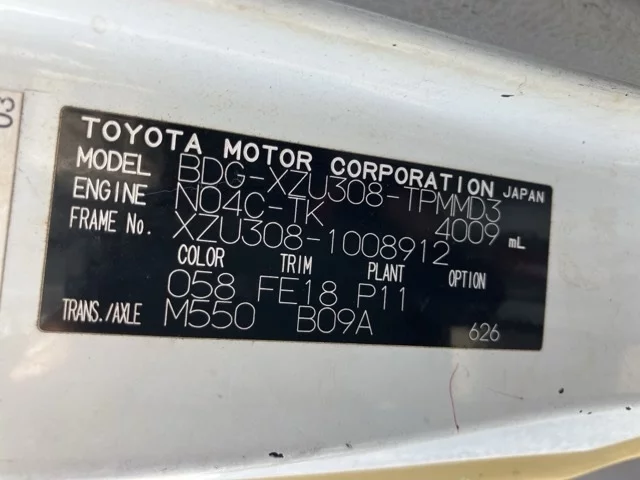 03
TOYOTA MOTOR CORPORATION JAPAN
MODEL BDG-XZU308-TPMMD3
ENGINE N04C-TK 4009 mL
FRAME No. XZU308-1008912
COLOR TRIM PLANT OPTION
058 FE18 P11
TRANS./AXLE M550 B09A 626